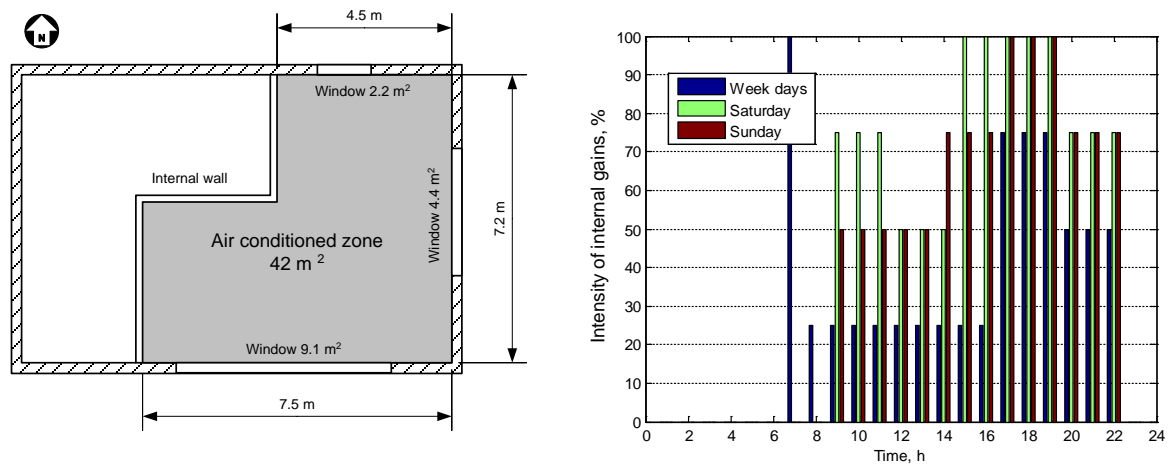 N
4.5 m
Window 2.2 m²
Internal wall
Window 4.4 m²
7.2 m
Air conditioned zone
42 m ²
Window 9.1 m²
7.5 m
Intensity of internal gains, %
100
90
80
70
60
50
40
30
20
10
0
Week days
Saturday
Sunday
0 2 4 6 8 10 12 14 16 18 20 22 24
Time, h